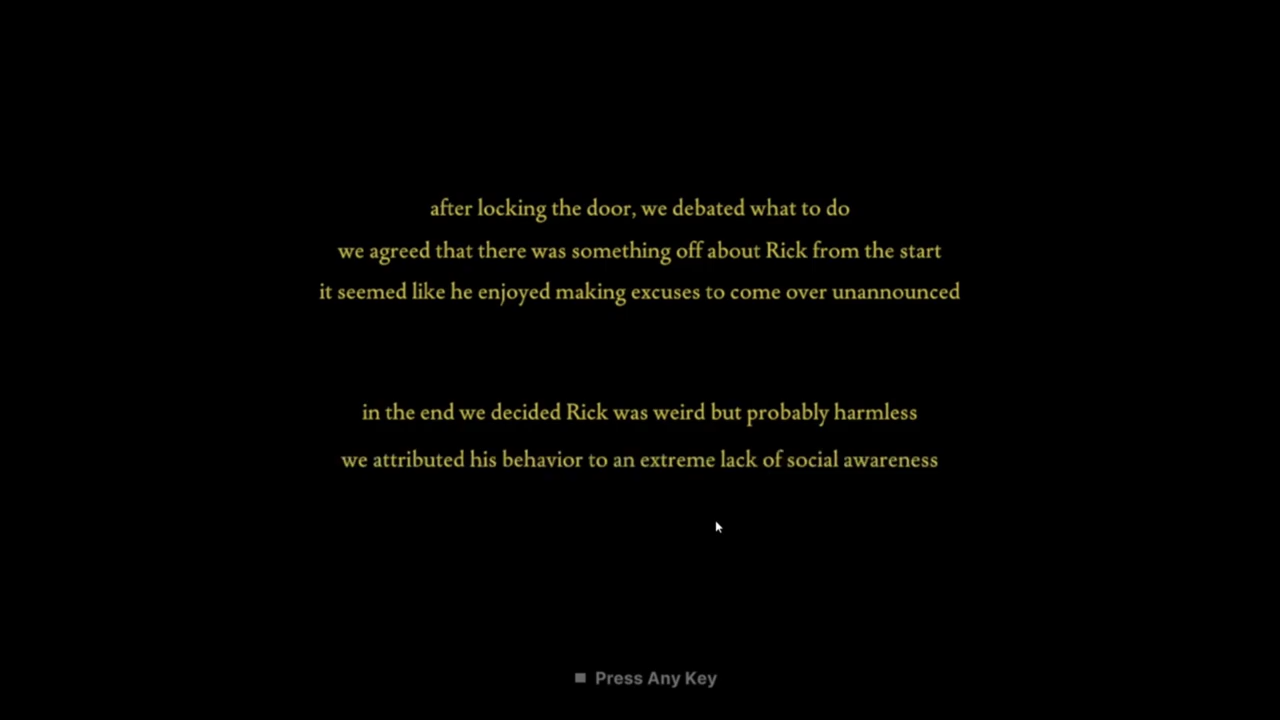 after locking the door, we debated what to do
we agreed that there was something off about Rick from the start
it seemed like he enjoyed making excuses to come over unannounced
in the end we decided Rick was weird but probably harmless
we attributed his behavior to an extreme lack of social awareness
Press Any Key